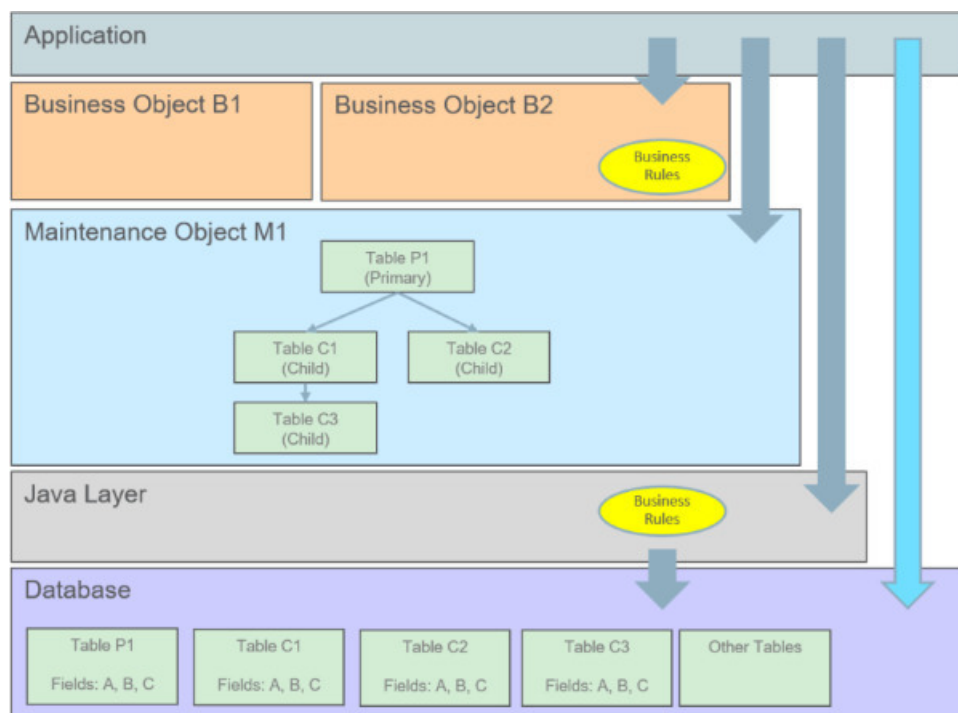 Application
Business Object B1
Business Object B2
Business
Rules
Maintenance Object M1
Table P1
(Primary)
Table C1
(Child)
Table C2
(Child)
Table C3
(Child)
Java Layer
Business
Rules
Database
Table P1
Fields: A, B, C
Table C1
Fields: A, B, C
Table C2
Fields: A, B, C
Table C3
Fields: A, B, C
Other Tables